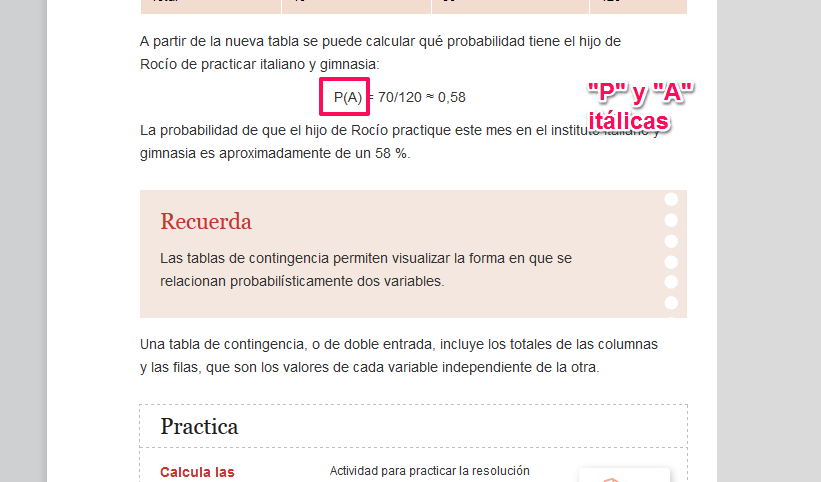 A partir de la nueva tabla se puede calcular qué probabilidad tiene el hijo de
Rocío de practicar italiano y gimnasia:
P(A) = 70/120 ≈ 0,58
"P" y "A"
itálicas
La probabilidad de que el hijo de Rocío practique este mes en el instituto italiano y
gimnasia es aproximadamente de un 58 %.
Recuerda
Las tablas de contingencia permiten visualizar la forma en que se
relacionan probabilísticamente dos variables.
Una tabla de contingencia, o de doble entrada, incluye los totales de las columnas
y las filas, que son los valores de cada variable independiente de la otra.
Practica
Calcula las
Actividad para practicar la resolución